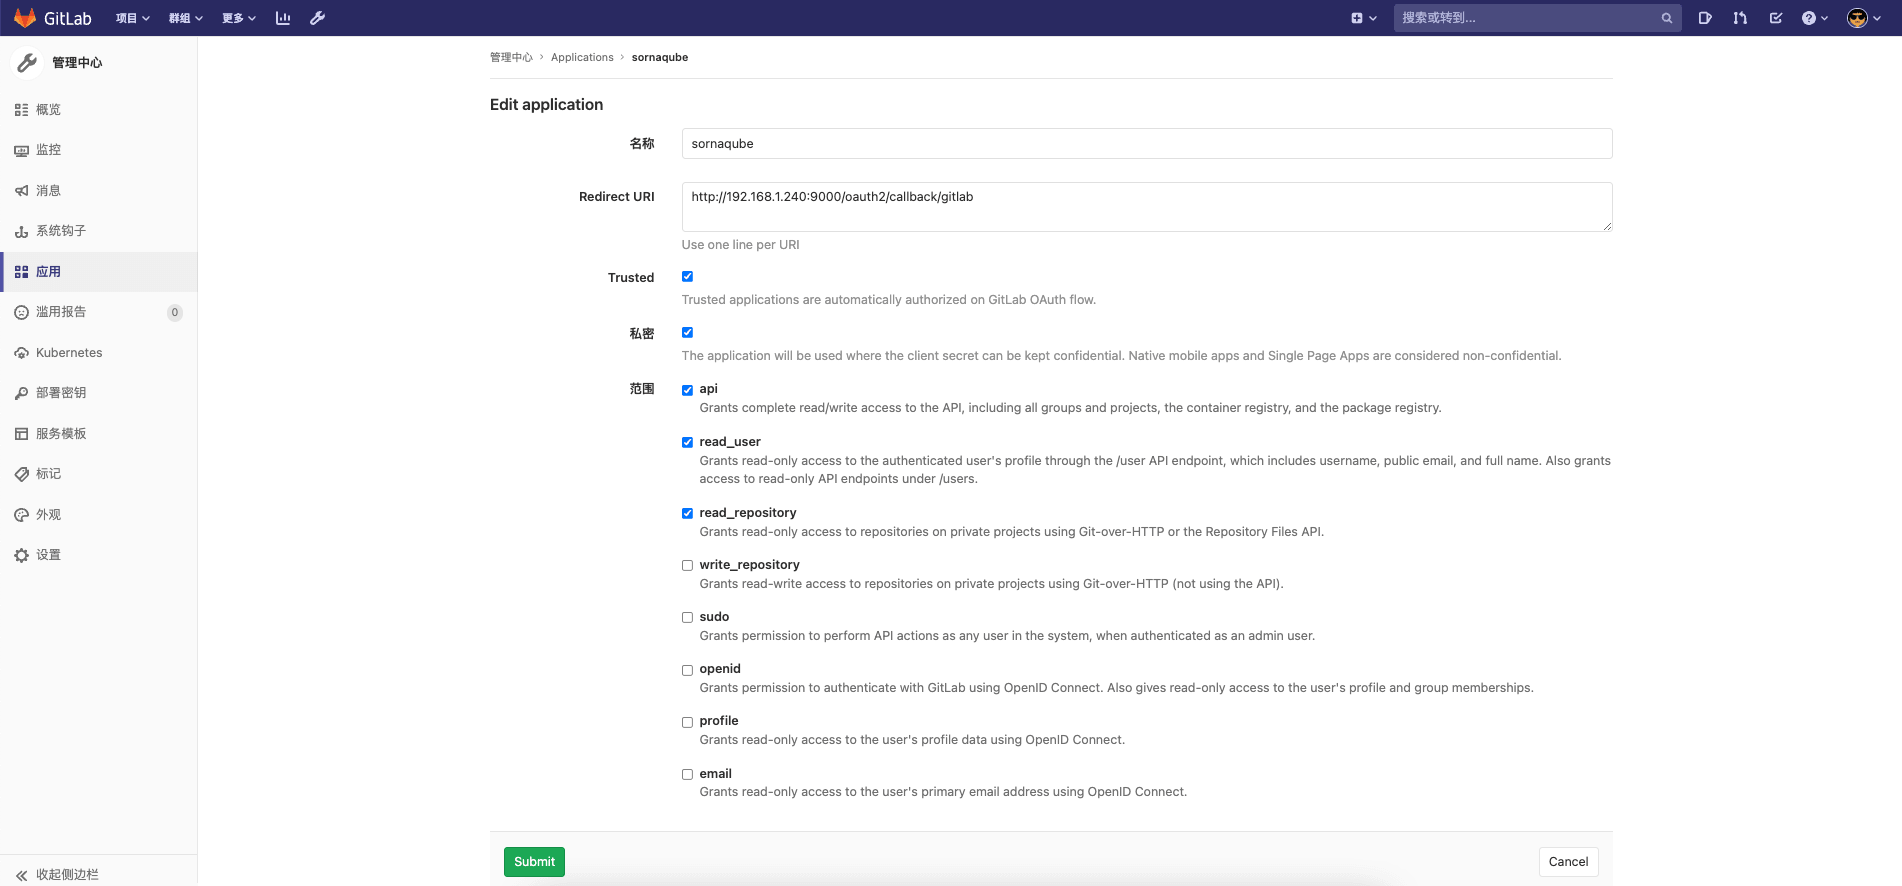 GitLab
项目
群组
更多
搜索或转到...
管理中心
概览
监控
消息
系统钩子
应用
滥用报告
0
Kubernetes
部署密钥
服务模板
标记
外观
设置
收起侧边栏
管理中心 › Applications › sornaqube
Edit application
名称
sornaqube
Redirect URI
http://192.168.1.240:9000/oauth2/callback/gitlab
Use one line per URI
Trusted
Trusted applications are automatically authorized on GitLab OAuth flow.
私密
The application will be used where the client secret can be kept confidential. Native mobile apps and Single Page Apps are considered non-confidential.
范围
api
Grants complete read/write access to the API, including all groups and projects, the container registry, and the package registry.
read_user
Grants read-only access to the authenticated user's profile through the /user API endpoint, which includes username, public email, and full name. Also grants
access to read-only API endpoints under /users.
read_repository
Grants read-only access to repositories on private projects using Git-over-HTTP or the Repository Files API.
write_repository
Grants read-write access to repositories on private projects using Git-over-HTTP (not using the API).
sudo
Grants permission to perform API actions as any user in the system, when authenticated as an admin user.
openid
Grants permission to authenticate with GitLab using OpenID Connect. Also gives read-only access to the user's profile and group memberships.
profile
Grants read-only access to the user's profile data using OpenID Connect.
email
Grants read-only access to the user's primary email address using OpenID Connect.
Submit
Cancel